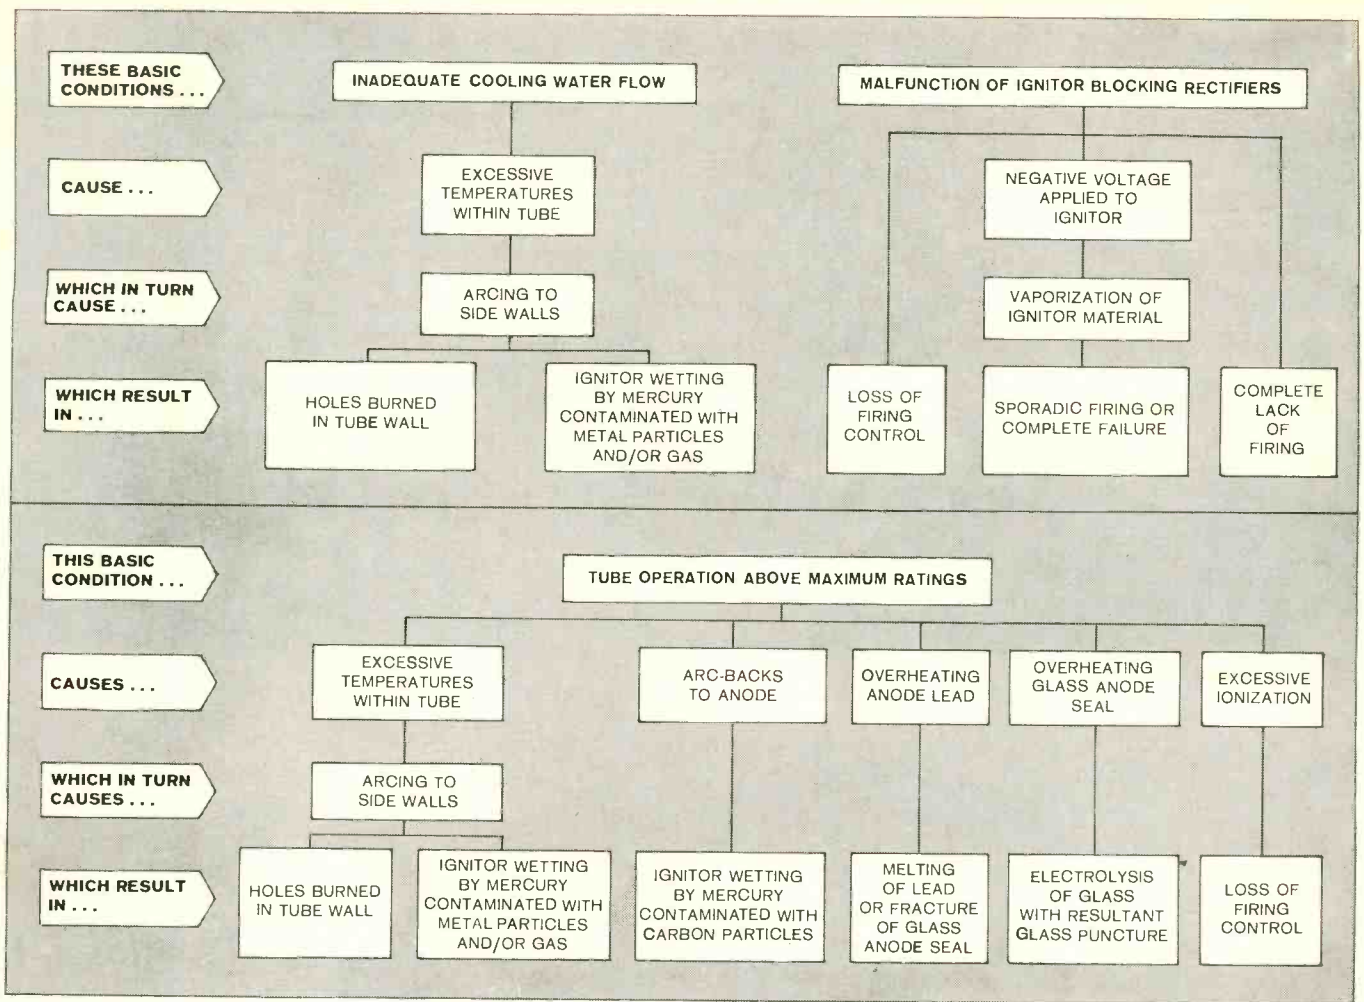 THESE BASIC
CONDITIONS ...
INADEQUATE COOLING WATER FLOW
MALFUNCTION OF IGNITOR BLOCKING RECTIFIERS
CAUSE ...
EXCESSIVE
TEMPERATURES
WITHIN TUBE
NEGATIVE VOLTAGE
APPLIED TO
IGNITOR
WHICH IN TURN
CAUSE ...
ARCING TO
SIDE WALLS
VAPORIZATION OF
IGNITOR MATERIAL
WHICH RESULT
IN ...
HOLES BURNED
IN TUBE WALL
IGNITOR WETTING
BY MERCURY
CONTAMINATED WITH
METAL PARTICLES
AND/OR GAS
LOSS OF
FIRING
CONTROL
SPORADIC FIRING OR
COMPLETE FAILURE
COMPLETE
LACK
OF
FIRING
THIS BASIC
CONDITION ...
TUBE OPERATION ABOVE MAXIMUM RATINGS
CAUSES ...
EXCESSIVE
TEMPERATURES
WITHIN TUBE
ARC-BACKS
TO ANODE
OVERHEATING
ANODE LEAD
OVERHEATING
GLASS ANODE
SEAL
EXCESSIVE
IONIZATION
WHICH IN TURN
CAUSES ...
ARCING TO
SIDE WALLS
WHICH RESULT
IN ...
HOLES BURNED
IN TUBE WALL
IGNITOR WETTING
BY MERCURY
CONTAMINATED WITH
METAL PARTICLES
AND/OR GAS
IGNITOR WETTING
BY MERCURY
CONTAMINATED WITH
CARBON PARTICLES
MELTING
OF LEAD
OR FRACTURE
OF GLASS
ANODE SEAL
ELECTROLYSIS
OF GLASS
WITH RESULTANT
GLASS PUNCTURE
LOSS OF
FIRING
CONTROL